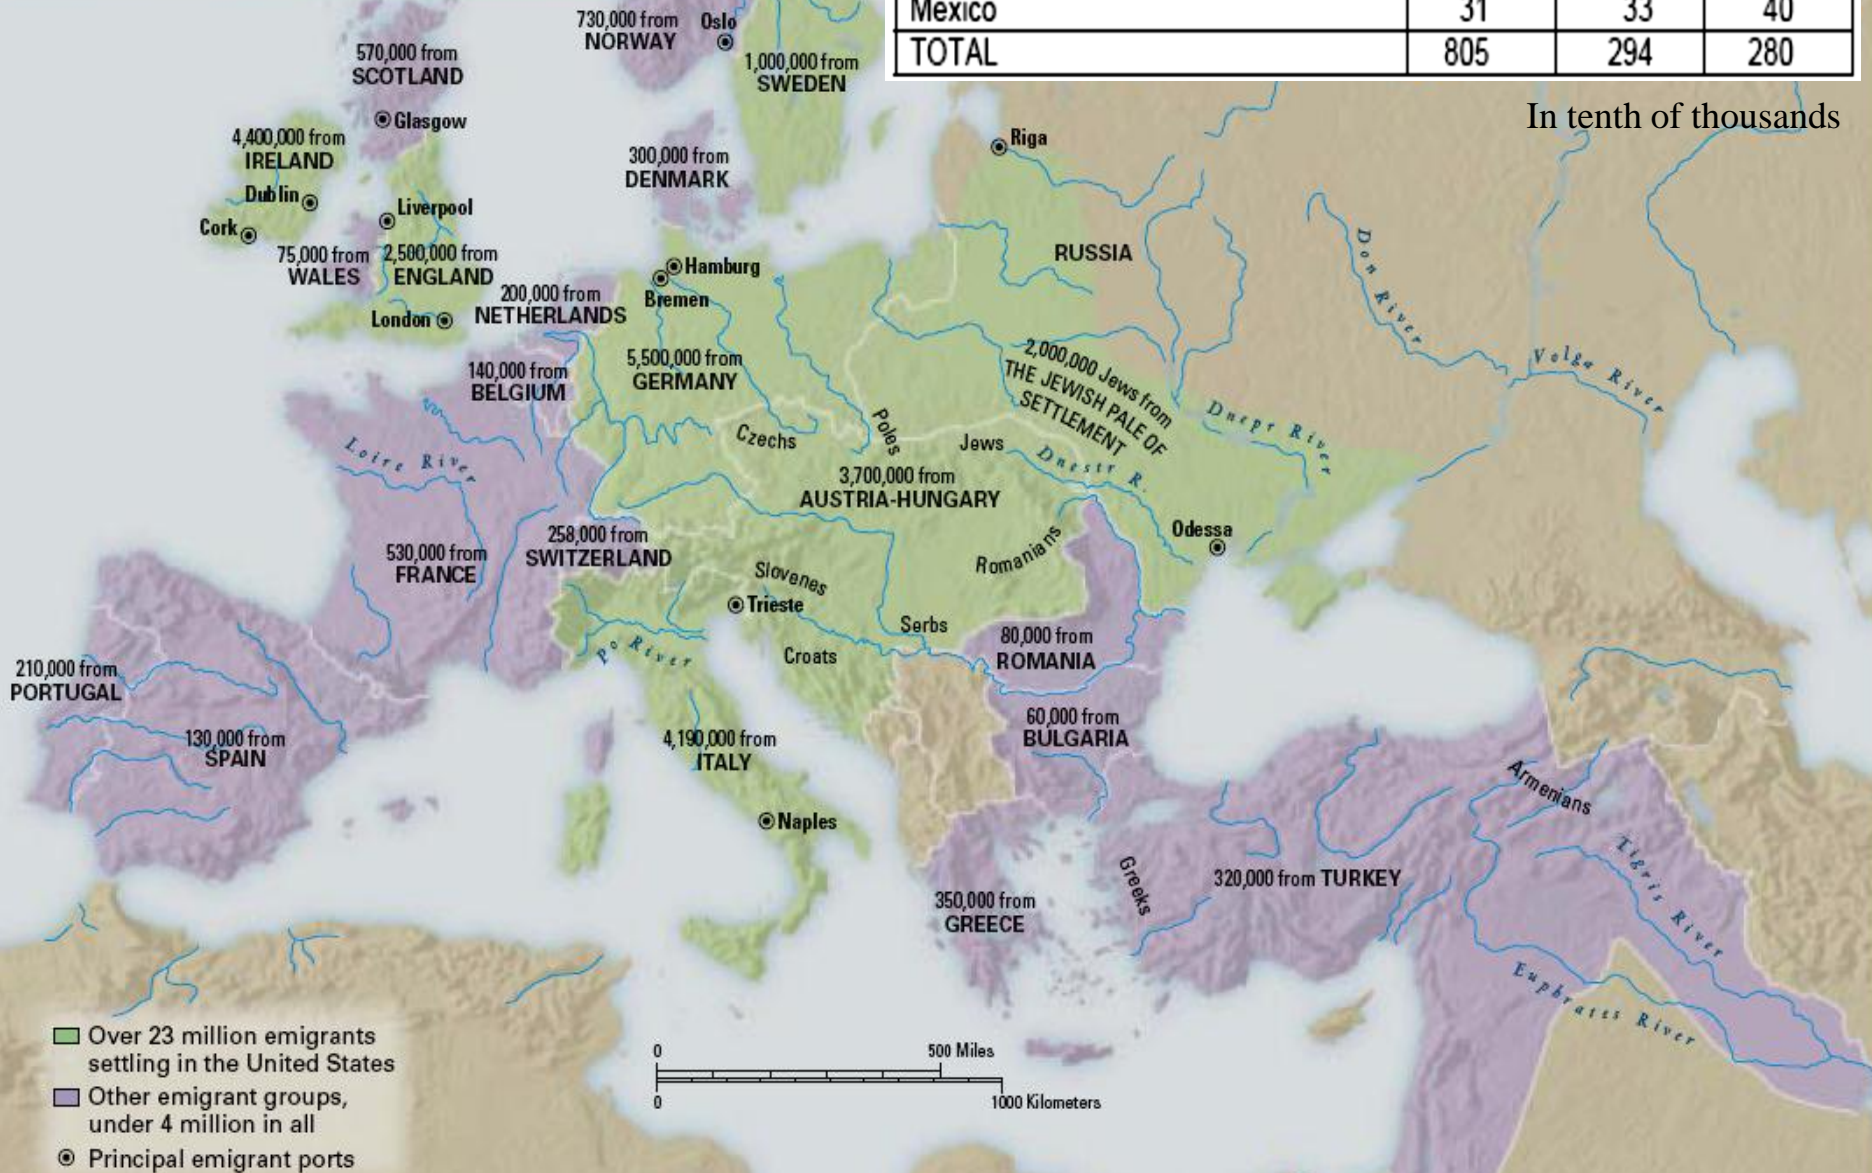 Mexico 31 33 40
TOTAL 805 294 280
In tenth of thousands
730,000 from
NORWAY
Oslo
570,000 from
SCOTLAND
1,000,000 from
SWEDEN
Glasgow
4,400,000 from
IRELAND
Dublin
Cork
Liverpool
75,000 from
WALES
2,500,000 from
ENGLAND
London
300,000 from
DENMARK
Riga
RUSSIA
Hamburg
Bremen
200,000 from
NETHERLANDS
140,000 from
BELGIUM
5,500,000 from
GERMANY
2,000,000 Jews from
THE JEWISH PALE OF
SETTLEMENT
Don River
Volga River
Dnepr River
Loire River
Czechs
Poles
Jews
Dnestr R.
3,700,000 from
AUSTRIA-HUNGARY
Odessa
530,000 from
FRANCE
258,000 from
SWITZERLAND
Romanians
Slovenes
Trieste
Serbs
Croats
Po River
80,000 from
ROMANIA
210,000 from
PORTUGAL
130,000 from
SPAIN
4,190,000 from
ITALY
60,000 from
BULGARIA
Naples
Armenians
Greeks
320,000 from TURKEY
350,000 from
GREECE
Tigris River
Euphrates River
Over 23 million emigrants
settling in the United States
Other emigrant groups,
under 4 million in all
Principal emigrant ports
0 500 Miles
0 1000 Kilometers